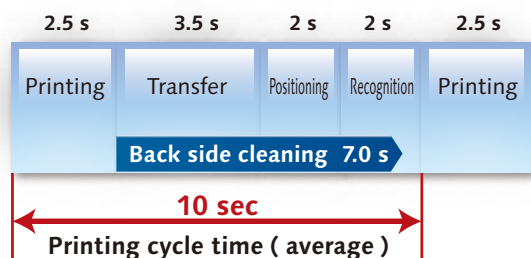 2.5 s 3.5 s 2 s 2 s 2.5 s
Printing Transfer Positioning Recognition Printing
Back side cleaning 7.0 s
10 sec
Printing cycle time ( average )